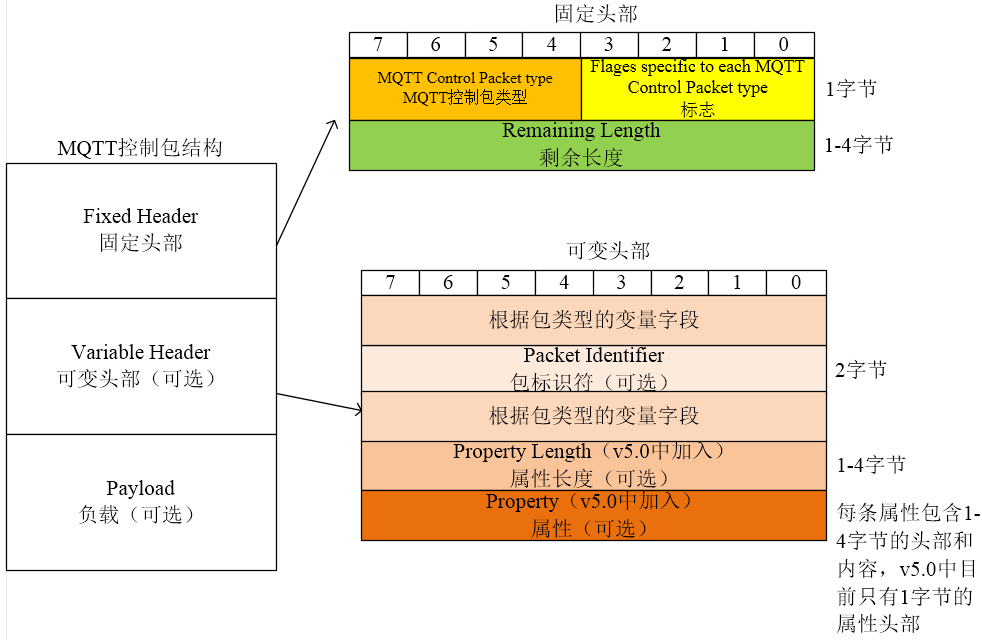 固定头部
7 6 5 4 3 2 1 0
MQTT Control Packet type
MQTT控制包类型
Flages specific to each MQTT
Control Packet type
标志
1字节
Remaining Length
剩余长度
1-4字节
MQTT控制包结构
Fixed Header
固定头部
Variable Header
可变头部（可选）
Payload
负载（可选）
可变头部
7 6 5 4 3 2 1 0
根据包类型的变量字段
Packet Identifier
包标识符（可选）
2字节
根据包类型的变量字段
Property Length（v5.0中加入）
属性长度（可选）
1-4字节
Property（v5.0中加入）
属性（可选）
每条属性包含1-
4字节的头部和
内容，v5.0中目
前只有1字节的
属性头部